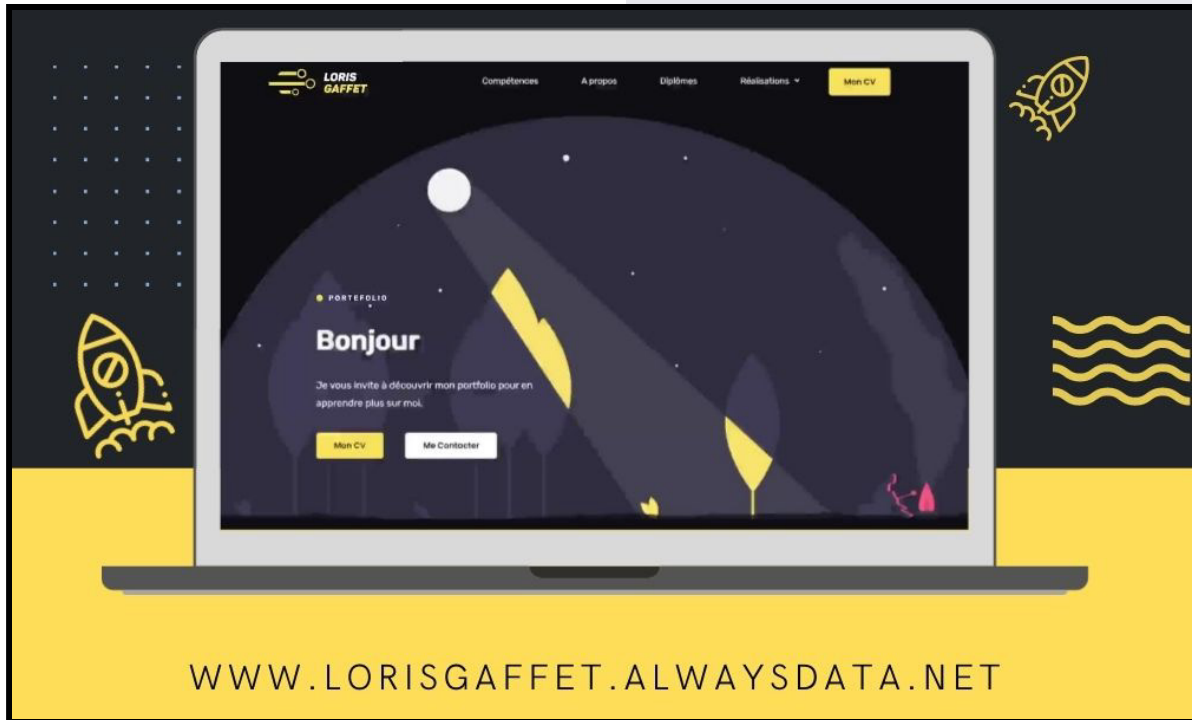 LORIS
GAFFET
Compétences
A propos
Diplômes
Réalisations
Mon CV
PORTEFOLIO
Bonjour
Je vous invite à découvrir mon portfolio pour en
apprendre plus sur moi.
Mon CV
Me Contacter
WWW.LORISGAFFET.ALWAYSDATA.NET